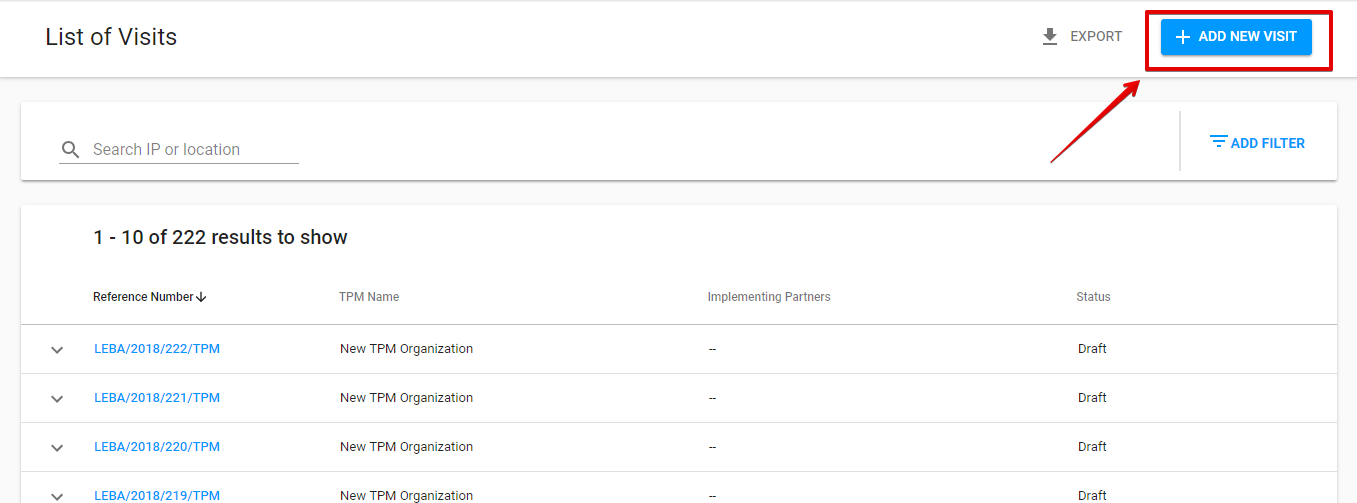 List of Visits
EXPORT
ADD NEW VISIT
Search IP or location
ADD FILTER
1 - 10 of 222 results to show
Reference Number TPM Name Implementing Partners Status
LEBA/2018/222/TPM New TPM Organization -- Draft
LEBA/2018/221/TPM New TPM Organization -- Draft
LEBA/2018/220/TPM New TPM Organization -- Draft
LEBA/2018/219/TPM New TPM Organization -- Draft